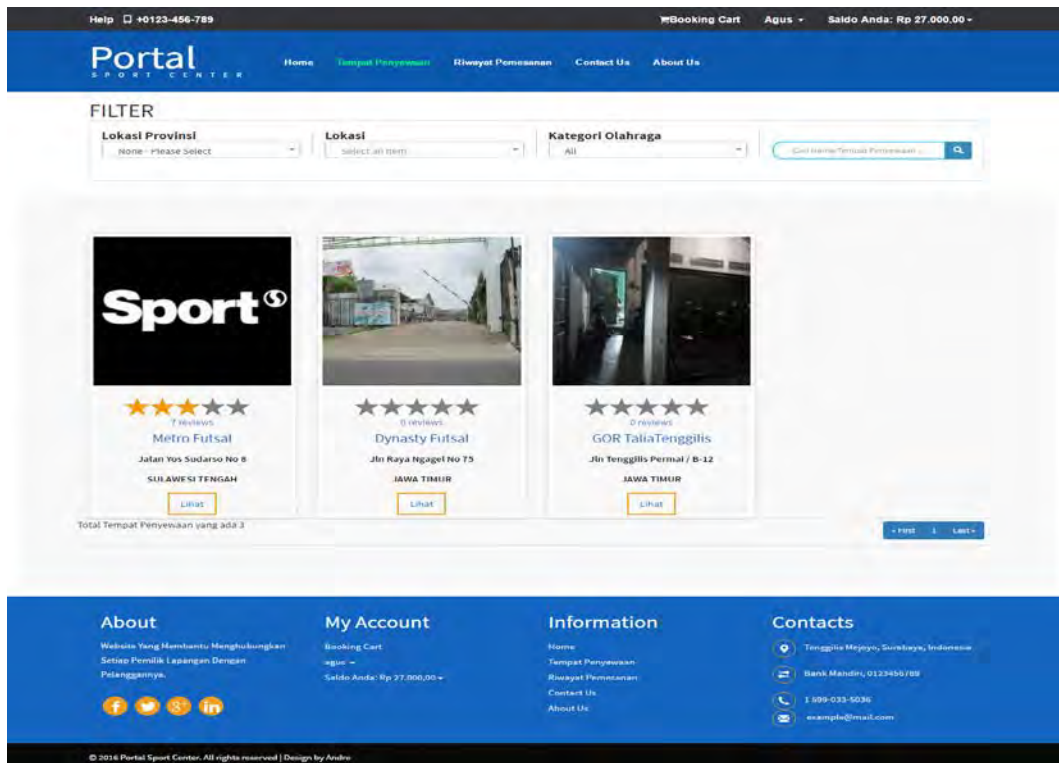 Help +0123-456-789
Booking Cart Agus Saldo Anda: Rp 27.000,00
Portal
SPORT CENTER
Home Tempat Penyewaan Riwayat Pemesanan Contact Us About Us
FILTER
Lokasi Provinsi Lokasi Kategori Olahraga
None - Please Select Select an Item All Cari Nama Tempat Penyewaan ..
Sport S
7 reviews 0 reviews 0 reviews
Metro Futsal Dynasty Futsal GOR TaliaTenggilis
Jalan Yos Sudarso No 8 Jln Raya Ngagel No 75 Jln Tenggilis Permai / B-12
SULAWESI TENGAH JAWA TIMUR JAWA TIMUR
Lihat Lihat Lihat
Total Tempat Penyewaan yang ada 3
« First 1 Last »
About My Account Information Contacts
Website Yang Membantu Menghubungkan
Setiap Pemilik Lapangan Dengan
Pelanggannya.
Booking Cart
agus
Saldo Anda: Rp 27.000,00
Home
Tempat Penyewaan
Riwayat Pemesanan
Contact Us
About Us
Tenggilis Mejoyo, Surabaya, Indonesia
Bank Mandiri, 0123456789
1 599-033-5036
example@mail.com
© 2016 Portal Sport Center. All rights reserved | Design by Andre